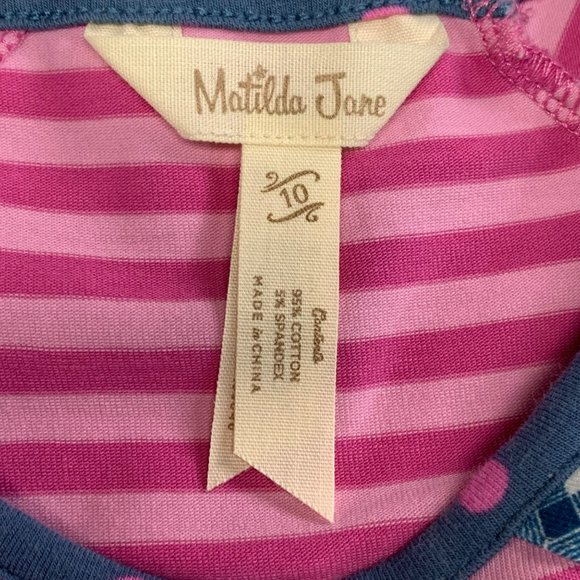 Matilda Jane
10
Contents
95% COTTON
5% SPANDEX
MADE in CHINA